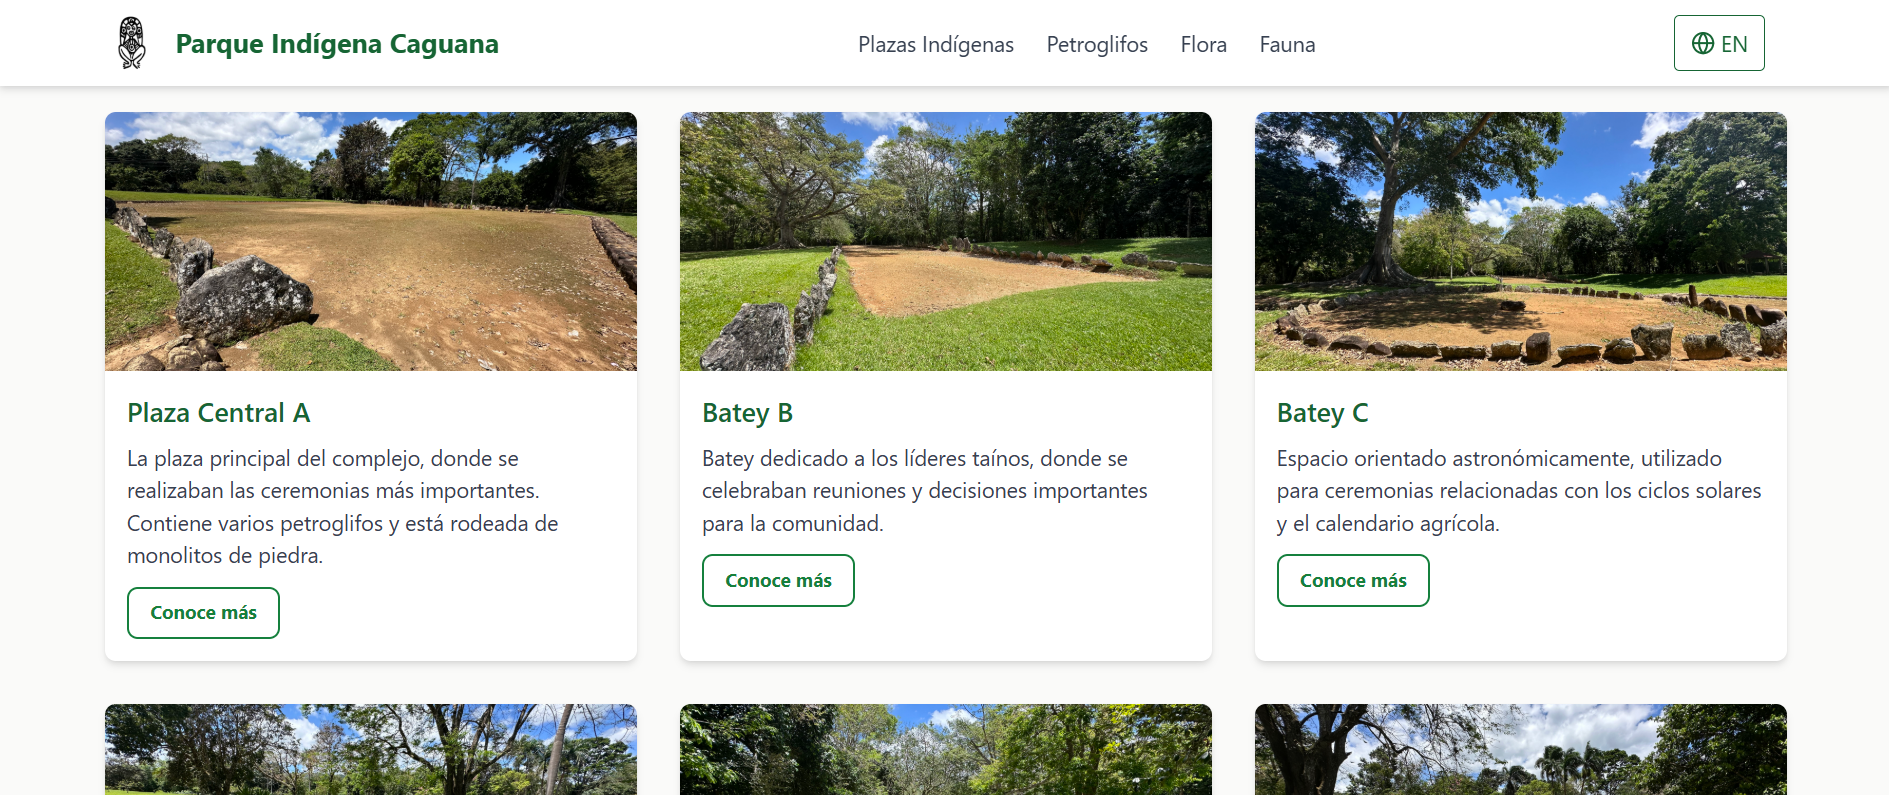 Parque Indígena Caguana
Plazas Indígenas
Petroglifos
Flora
Fauna
EN
Plaza Central A
La plaza principal del complejo, donde se
realizaban las ceremonias más importantes.
Contiene varios petroglifos y está rodeada de
monolitos de piedra.
Conoce más
Batey B
Batey dedicado a los líderes taínos, donde se
celebraban reuniones y decisiones importantes
para la comunidad.
Conoce más
Batey C
Espacio orientado astronómicamente, utilizado
para ceremonias relacionadas con los ciclos solares
y el calendario agrícola.
Conoce más